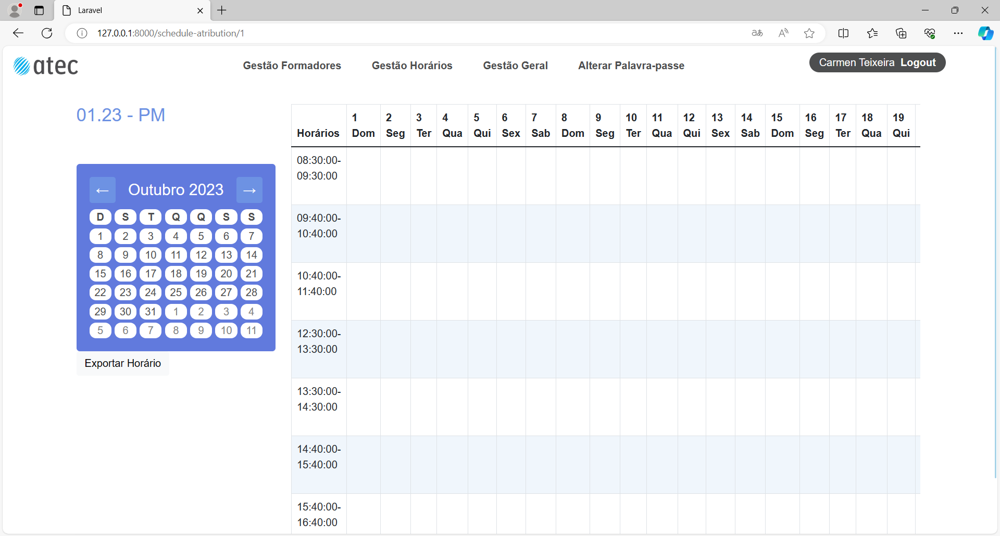 Laravel
127.0.0.1:8000/schedule-atribution/1
atec
Gestão Formadores Gestão Horários Gestão Geral Alterar Palavra-passe
Carmen Teixeira Logout
01.23 - PM
← Outubro 2023 →
D S T Q Q S S
1 2 3 4 5 6 7
8 9 10 11 12 13 14
15 16 17 18 19 20 21
22 23 24 25 26 27 28
29 30 31 1 2 3 4
5 6 7 8 9 10 11
Exportar Horário
1 2 3 4 5 6 7 8 9 10 11 12 13 14 15 16 17 18 19
Horários Dom Seg Ter Qua Qui Sex Sab Dom Seg Ter Qua Qui Sex Sab Dom Seg Ter Qua Qui
08:30:00-
09:30:00
09:40:00-
10:40:00
10:40:00-
11:40:00
12:30:00-
13:30:00
13:30:00-
14:30:00
14:40:00-
15:40:00
15:40:00-
16:40:00